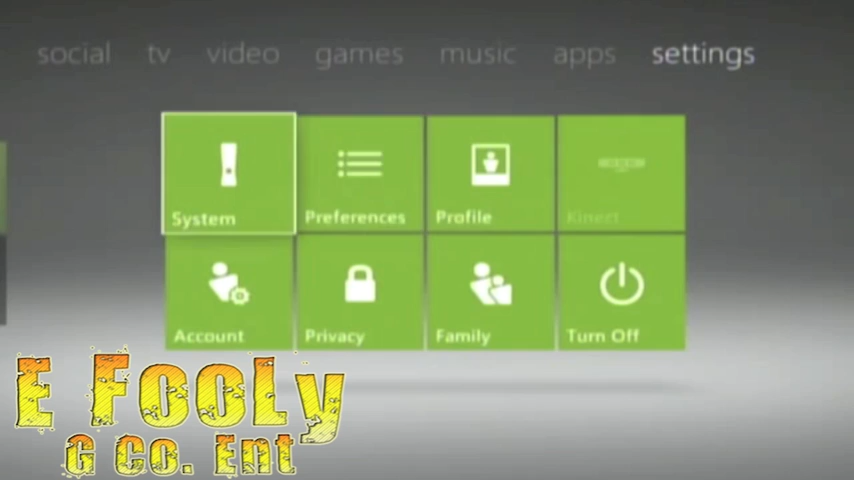 social tv video games music apps settings
System Preferences Profile Kinect
Account Privacy Family Turn Off
E FooLy
G Co. Ent